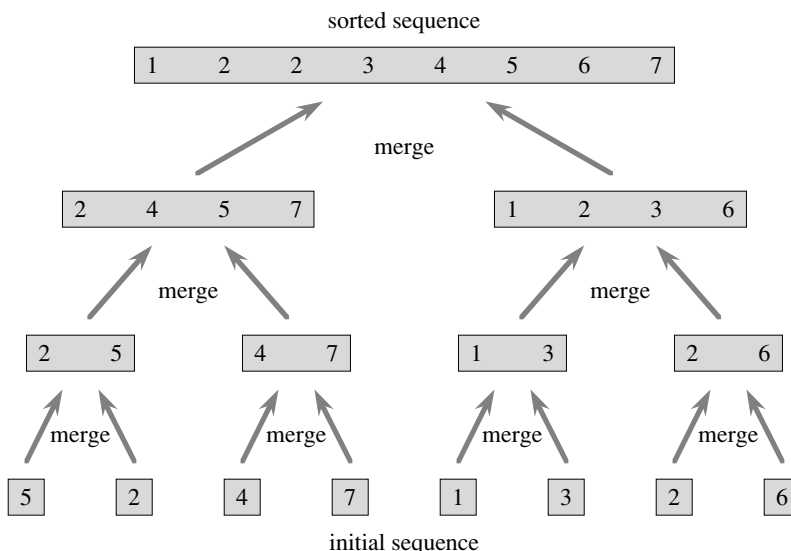 sorted sequence
1 2 2 3 4 5 6 7
merge
2 4 5 7
1 2 3 6
merge
merge
2 5
4 7
1 3
2 6
merge
merge
merge
merge
5
2
4
7
1
3
2
6
initial sequence